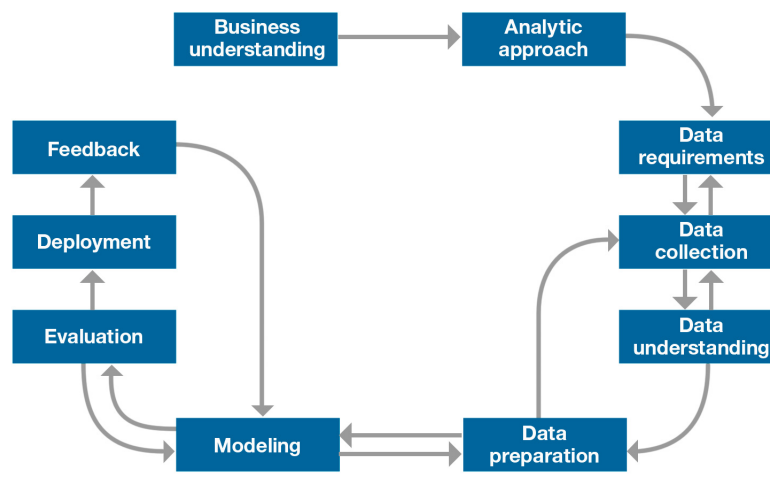 Business
understanding
Analytic
approach
Data
requirements
Data
collection
Data
understanding
Data
preparation
Modeling
Evaluation
Deployment
Feedback